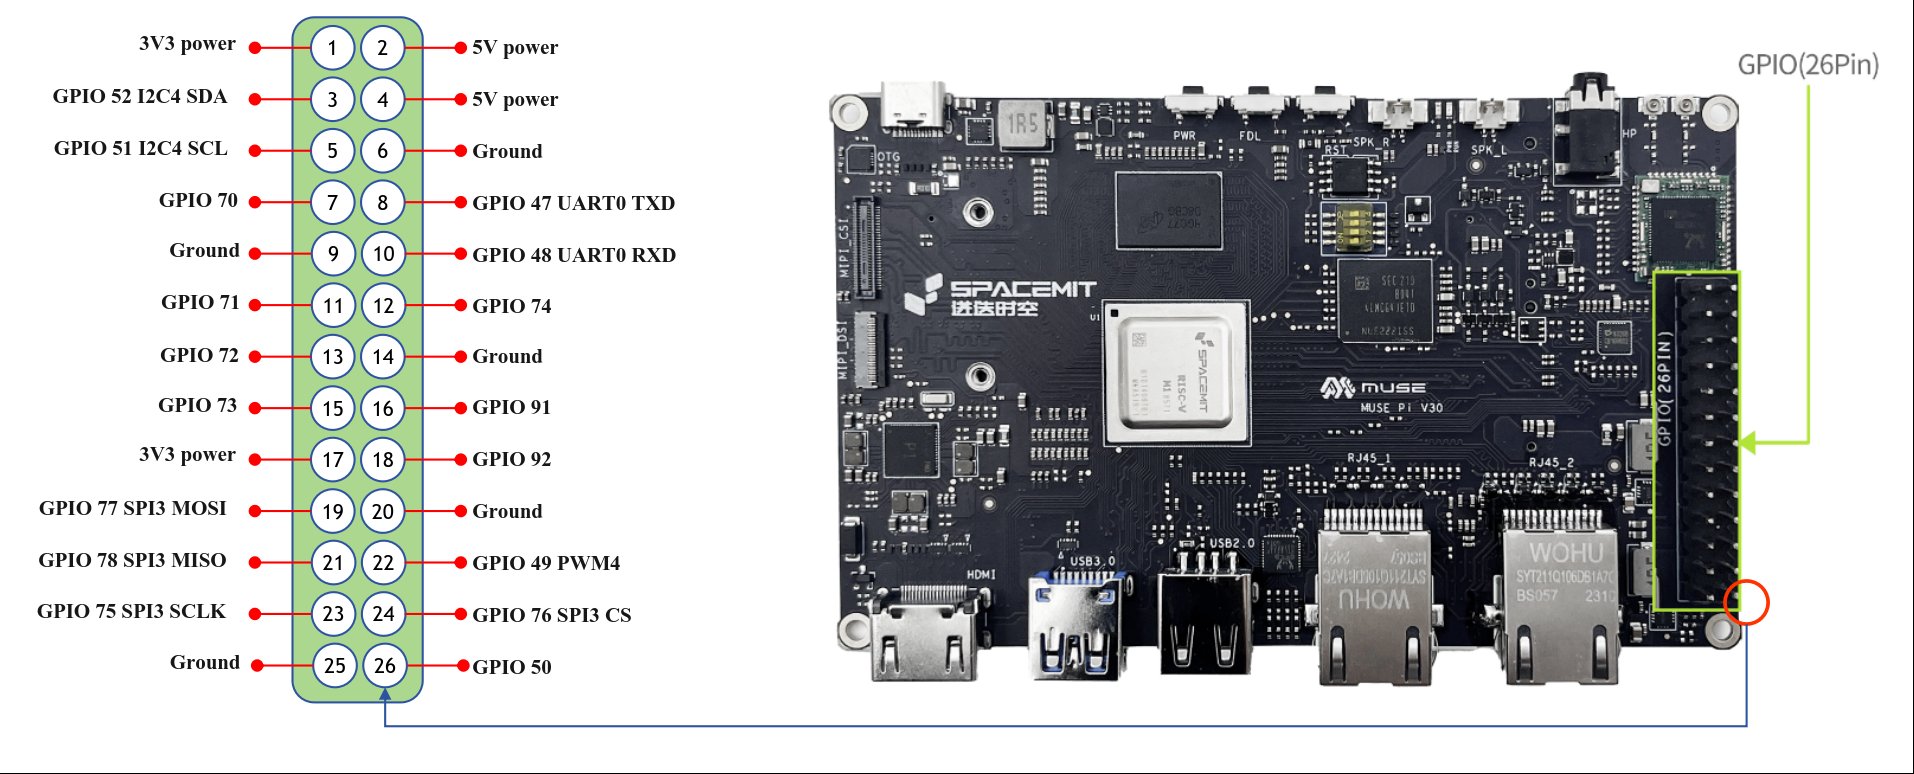 GPIO(26Pin)
3V3 power 1 2 5V power
GPIO 52 I2C4 SDA 3 4 5V power
GPIO 51 I2C4 SCL 5 6 Ground
GPIO 70 7 8 GPIO 47 UART0 TXD
Ground 9 10 GPIO 48 UART0 RXD
GPIO 71 11 12 GPIO 74
GPIO 72 13 14 Ground
GPIO 73 15 16 GPIO 91
3V3 power 17 18 GPIO 92
GPIO 77 SPI3 MOSI 19 20 Ground
GPIO 78 SPI3 MISO 21 22 GPIO 49 PWM4
GPIO 75 SPI3 SCLK 23 24 GPIO 76 SPI3 CS
Ground 25 26 GPIO 50
1R5
PWR
FDL
RST
SPK_R
SPK_L
HP
OTG
MIPI_CSI
MIPI_DSI
SPACEMIT
进迭时空
U1
SPACEMIT
RISC-V
M1
MUSE
MUSE Pi V30
GPIO(26PIN)
RJ45_1
RJ45_2
USB2.0
USB3.0
HDMI
WOHU
WOHU
SYT211Q106DB1A7C
BS057 231